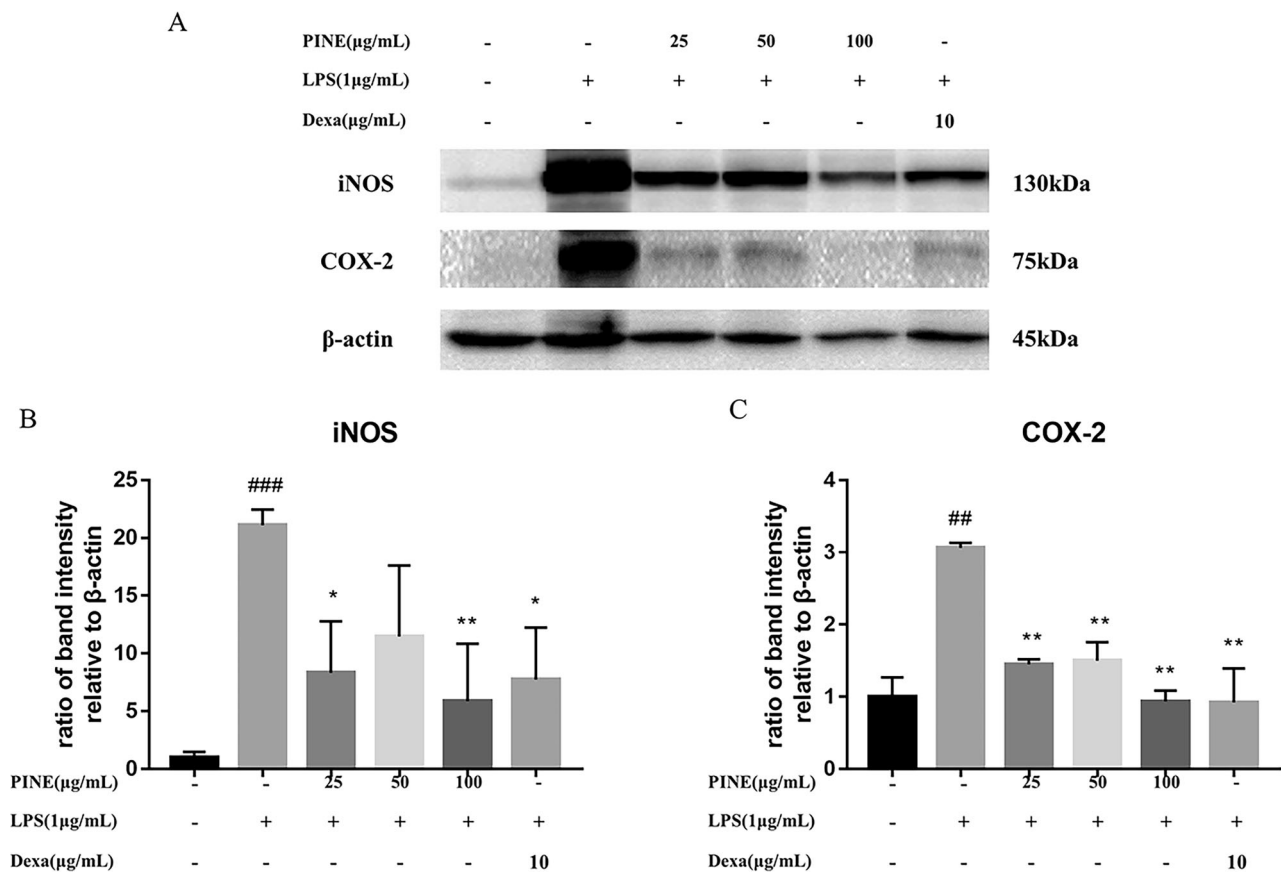 A
PINE(μg/mL) - - 25 50 100 -
LPS(1μg/mL) - + + + + +
Dexa(μg/mL) - - - - - 10
iNOS 130kDa
COX-2 75kDa
β-actin 45kDa
B
iNOS
ratio of band intensity
relative to β-actin
25
20
15
10
5
0
###
*
**
*
PINE(μg/mL) - - 25 50 100 -
LPS(1μg/mL) - + + + + +
Dexa(μg/mL) - - - - - 10
C
COX-2
ratio of band intensity
relative to β-actin
4
3
2
1
0
##
**
**
**
**
PINE(μg/mL) - - 25 50 100 -
LPS(1μg/mL) - + + + + +
Dexa(μg/mL) - - - - - 10